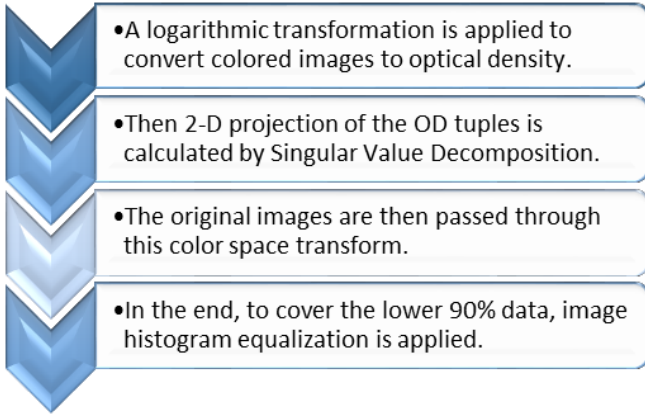 •A logarithmic transformation is applied to
convert colored images to optical density.
•Then 2-D projection of the OD tuples is
calculated by Singular Value Decomposition.
•The original images are then passed through
this color space transform.
•In the end, to cover the lower 90% data, image
histogram equalization is applied.